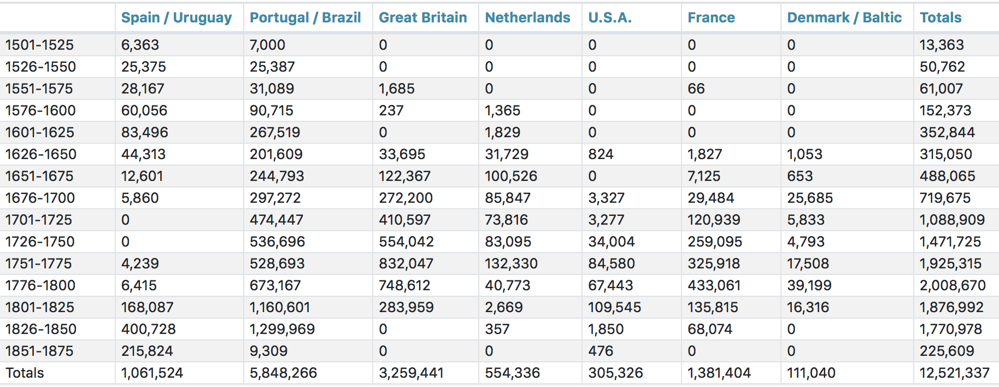 Spain / Uruguay Portugal / Brazil Great Britain Netherlands U.S.A. France Denmark / Baltic Totals
1501-1525 6,363 7,000 0 0 0 0 0 13,363
1526-1550 25,375 25,387 0 0 0 0 0 50,762
1551-1575 28,167 31,089 1,685 0 0 66 0 61,007
1576-1600 60,056 90,715 237 1,365 0 0 0 152,373
1601-1625 83,496 267,519 0 1,829 0 0 0 352,844
1626-1650 44,313 201,609 33,695 31,729 824 1,827 1,053 315,050
1651-1675 12,601 244,793 122,367 100,526 0 7,125 653 488,065
1676-1700 5,860 297,272 272,200 85,847 3,327 29,484 25,685 719,675
1701-1725 0 474,447 410,597 73,816 3,277 120,939 5,833 1,088,909
1726-1750 0 536,696 554,042 83,095 34,004 259,095 4,793 1,471,725
1751-1775 4,239 528,693 832,047 132,330 84,580 325,918 17,508 1,925,315
1776-1800 6,415 673,167 748,612 40,773 67,443 433,061 39,199 2,008,670
1801-1825 168,087 1,160,601 283,959 2,669 109,545 135,815 16,316 1,876,992
1826-1850 400,728 1,299,969 0 357 1,850 68,074 0 1,770,978
1851-1875 215,824 9,309 0 0 476 0 0 225,609
Totals 1,061,524 5,848,266 3,259,441 554,336 305,326 1,381,404 111,040 12,521,337